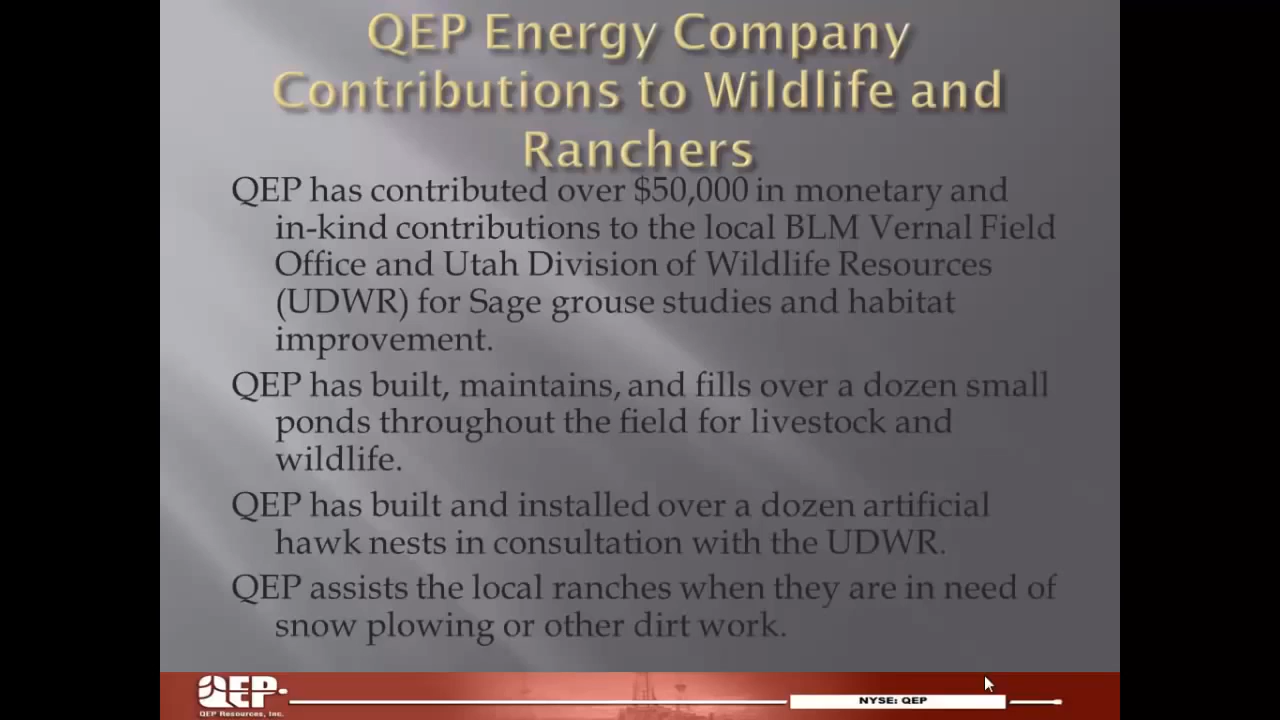 QEP Energy Company
Contributions to Wildlife and
Ranchers
QEP has contributed over $50,000 in monetary and
in-kind contributions to the local BLM Vernal Field
Office and Utah Division of Wildlife Resources
(UDWR) for Sage grouse studies and habitat
improvement.
QEP has built, maintains, and fills over a dozen small
ponds throughout the field for livestock and
wildlife.
QEP has built and installed over a dozen artificial
hawk nests in consultation with the UDWR.
QEP assists the local ranches when they are in need of
snow plowing or other dirt work.
QEP
QEP Resources, Inc.
NYSE: QEP